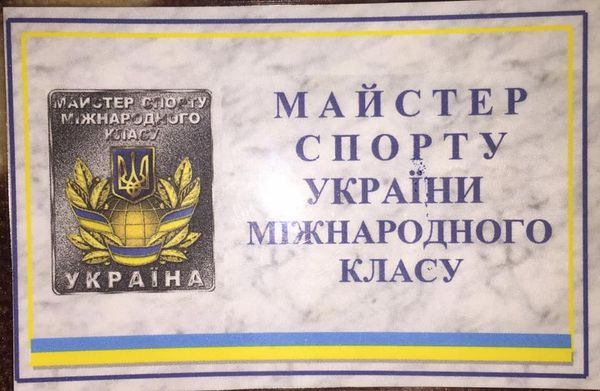 МАЙСТЕР СПОРТУ
МІЖНАРОДНОГО
КЛАСУ
УКРАЇНА
МАЙСТЕР
СПОРТУ
УКРАЇНИ
МІЖНАРОДНОГО
КЛАСУ